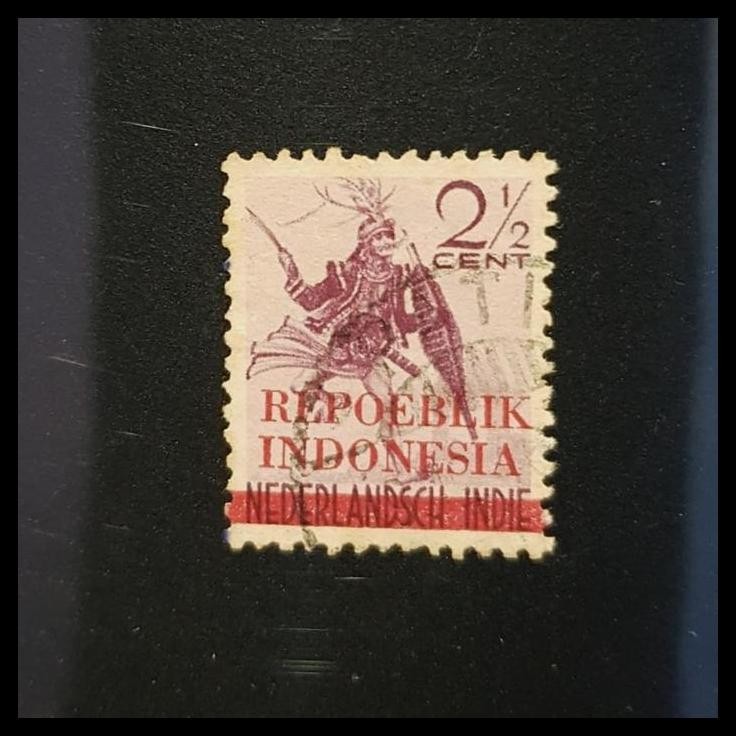 2½
CENT
REPOEBLIK
INDONESIA
NEDERLANDSCH INDIE